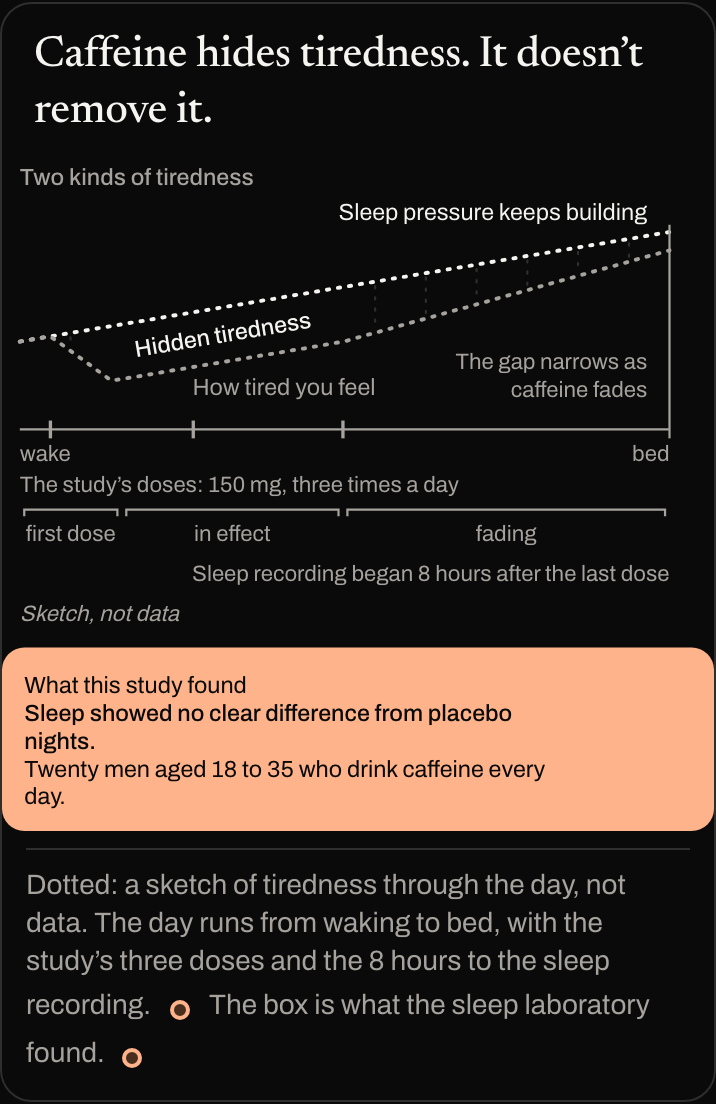 Caffeine hides tiredness. It doesn’t
remove it.
Two kinds of tiredness
Sleep pressure keeps building
Hidden tiredness
The gap narrows as
caffeine fades
How tired you feel
wake
bed
The study’s doses: 150 mg, three times a day
first dose
in effect
fading
Sleep recording began 8 hours after the last dose
Sketch, not data
What this study found
Sleep showed no clear difference from placebo
nights.
Twenty men aged 18 to 35 who drink caffeine every
day.
Dotted: a sketch of tiredness through the day, not
data. The day runs from waking to bed, with the
study’s three doses and the 8 hours to the sleep
recording. The box is what the sleep laboratory
found.